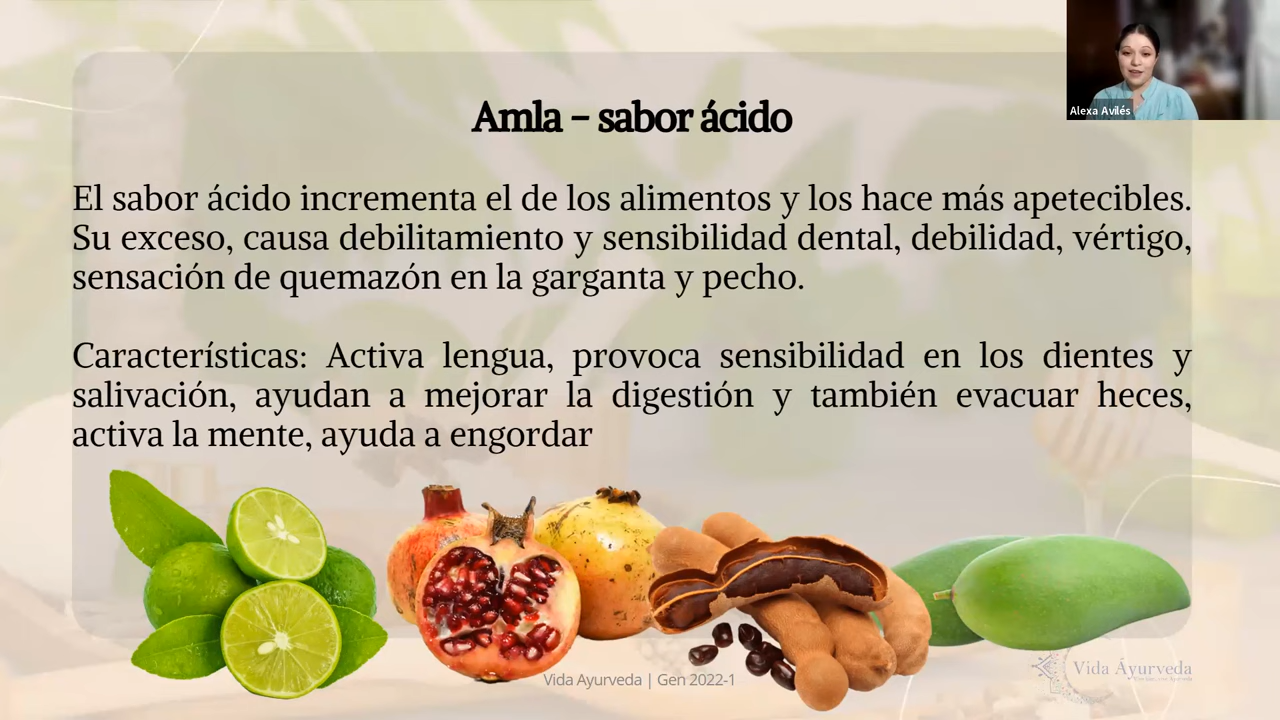 Alexa Avilés
Amla – sabor ácido
El sabor ácido incrementa el de los alimentos y los hace más apetecibles.
Su exceso, causa debilitamiento y sensibilidad dental, debilidad, vértigo,
sensación de quemazón en la garganta y pecho.
Características: Activa lengua, provoca sensibilidad en los dientes y
salivación, ayudan a mejorar la digestión y también evacuar heces,
activa la mente, ayuda a engordar
Vida Ayurveda | Gen 2022-1
Vida Áyurveda